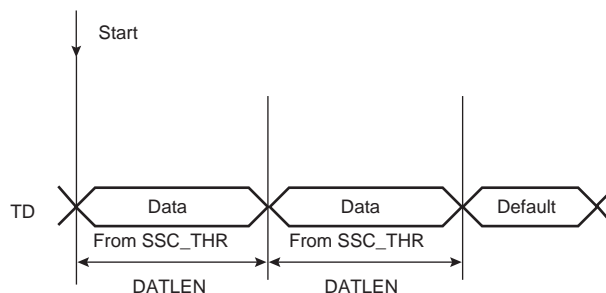 Start
TD
Data
Data
Default
From SSC_THR
From SSC_THR
DATLEN
DATLEN